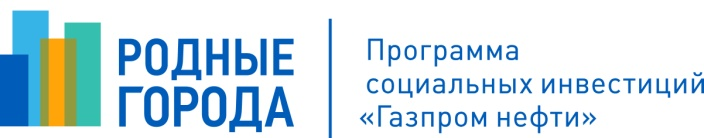 РОДНЫЕ
ГОРОДА
Программа
социальных инвестиций
«Газпром нефти»